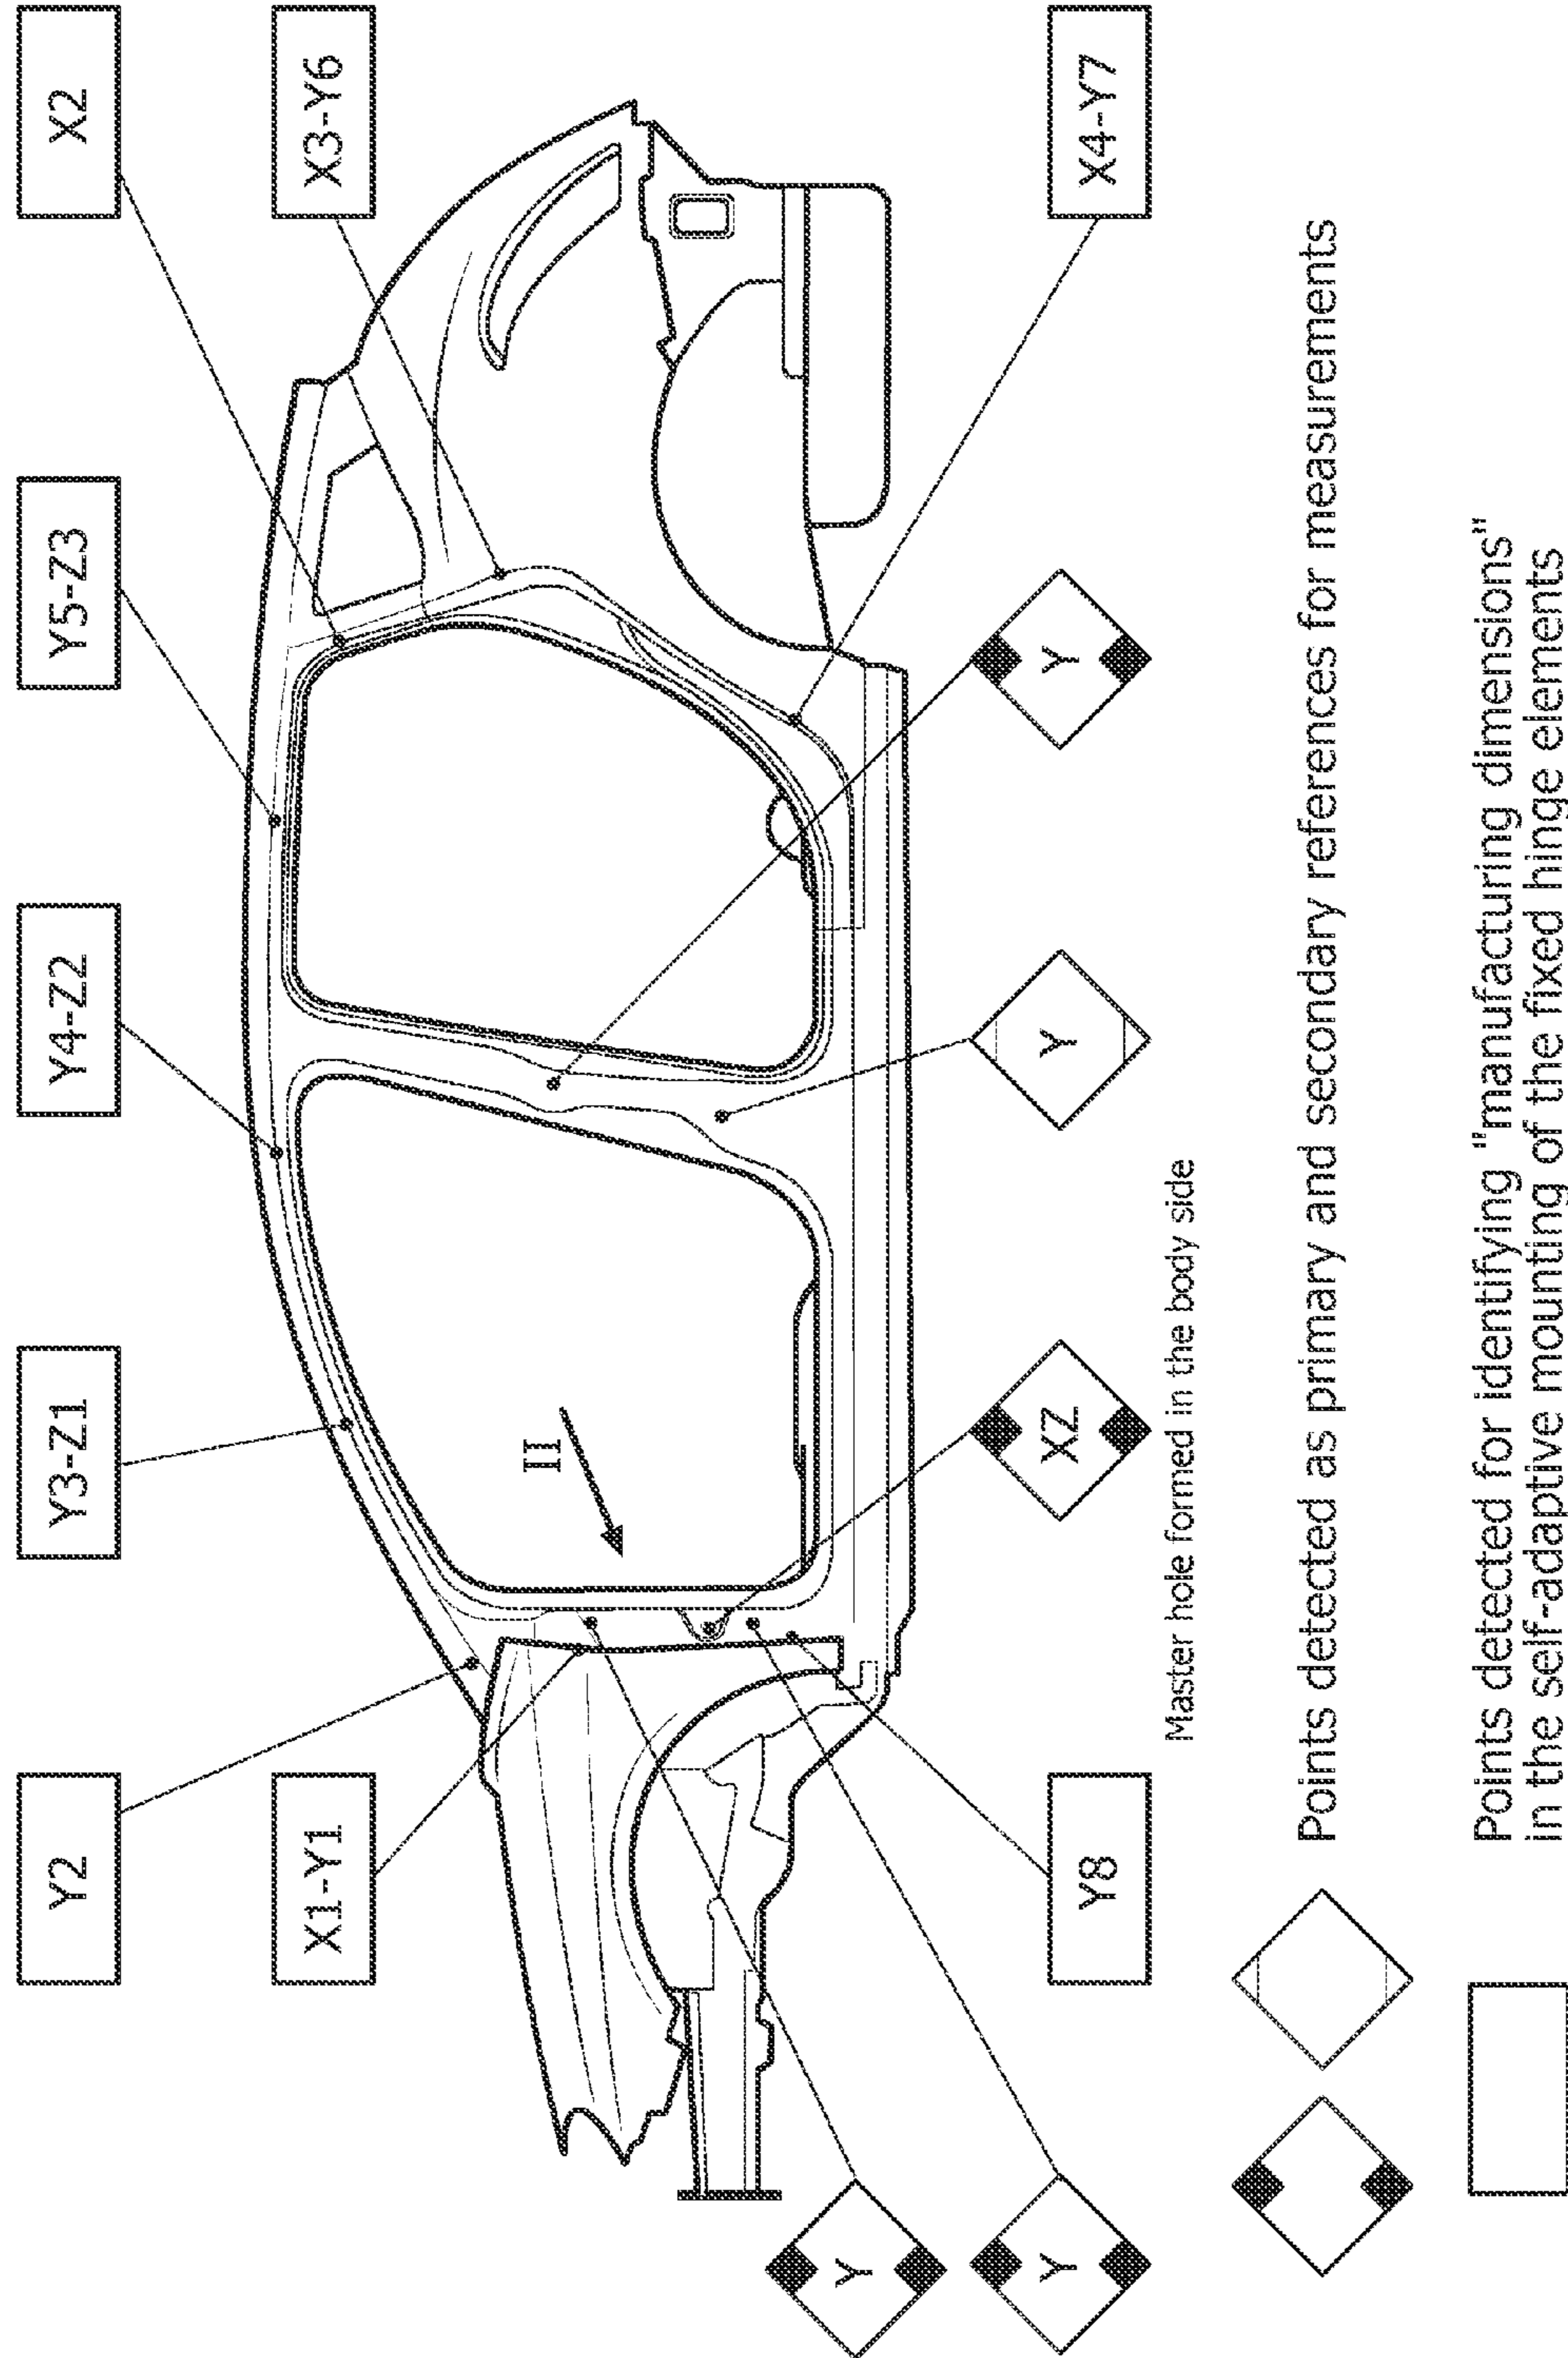 Y2
Y3-Z1
Y4-Z2
Y5-Z3
X2
X1-Y1
X3-Y6
II
Y
Y
Y8
XZ
Y
Y
X4-Y7
Master hole formed in the body side
Points detected as primary and secondary references for measurements
Points detected for identifying "manufacturing dimensions"
in the self-adaptive mounting of the fixed hinge elements